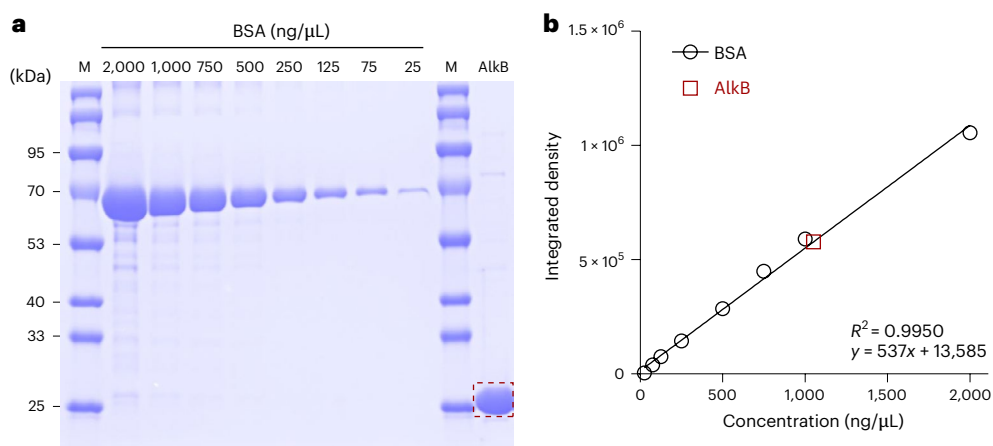 a
BSA (ng/μL)
(kDa) M 2,000 1,000 750 500 250 125 75 25 M AlkB
95
70
53
40
33
25
b
1.5 × 10⁶
1 × 10⁶
5 × 10⁵
0
Integrated density
BSA
AlkB
R² = 0.9950
y = 537x + 13,585
0 500 1,000 1,500 2,000
Concentration (ng/μL)